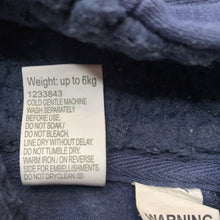 Weight: up to 6kg
1233843
COLD GENTLE MACHINE
WASH SEPARATELY
BEFORE USE.
DO NOT SOAK /
DO NOT BLEACH.
LINE DRY WITHOUT DELAY.
DO NOT TUMBLE DRY.
WARM IRON / ON REVERSE
SIDE FOR EMBELLISHMENTS.
DO NOT DRYCLEAN.
WARNING